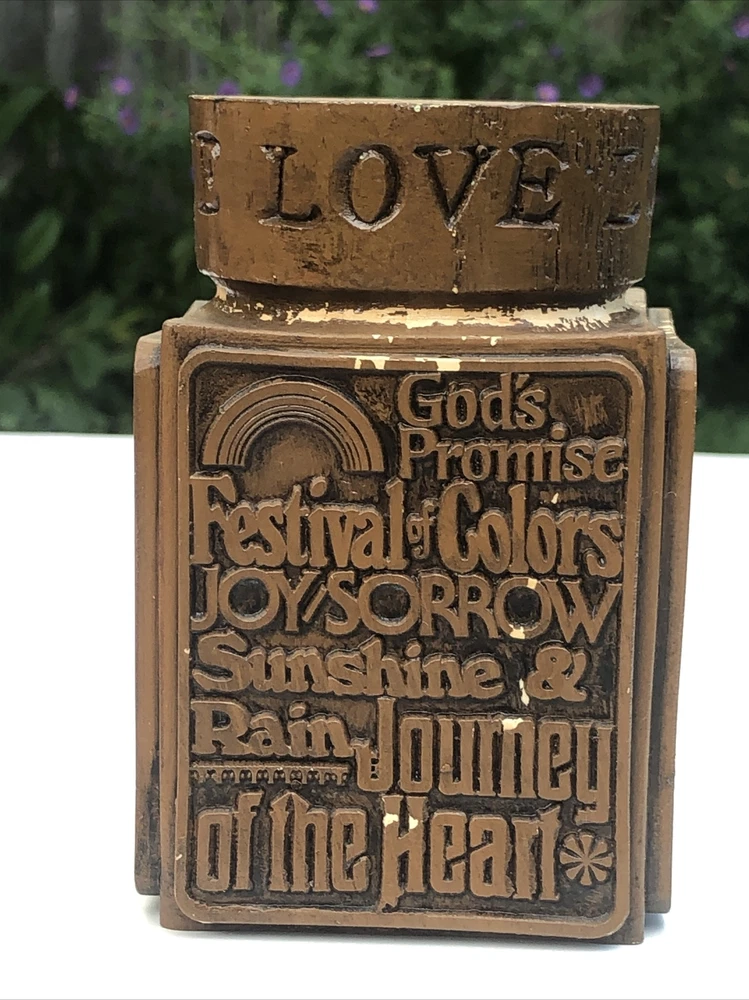 LOVE
God's
Promise
Festival of Colors
JOY/SORROW
Sunshine &
Rain Journey
of the Heart